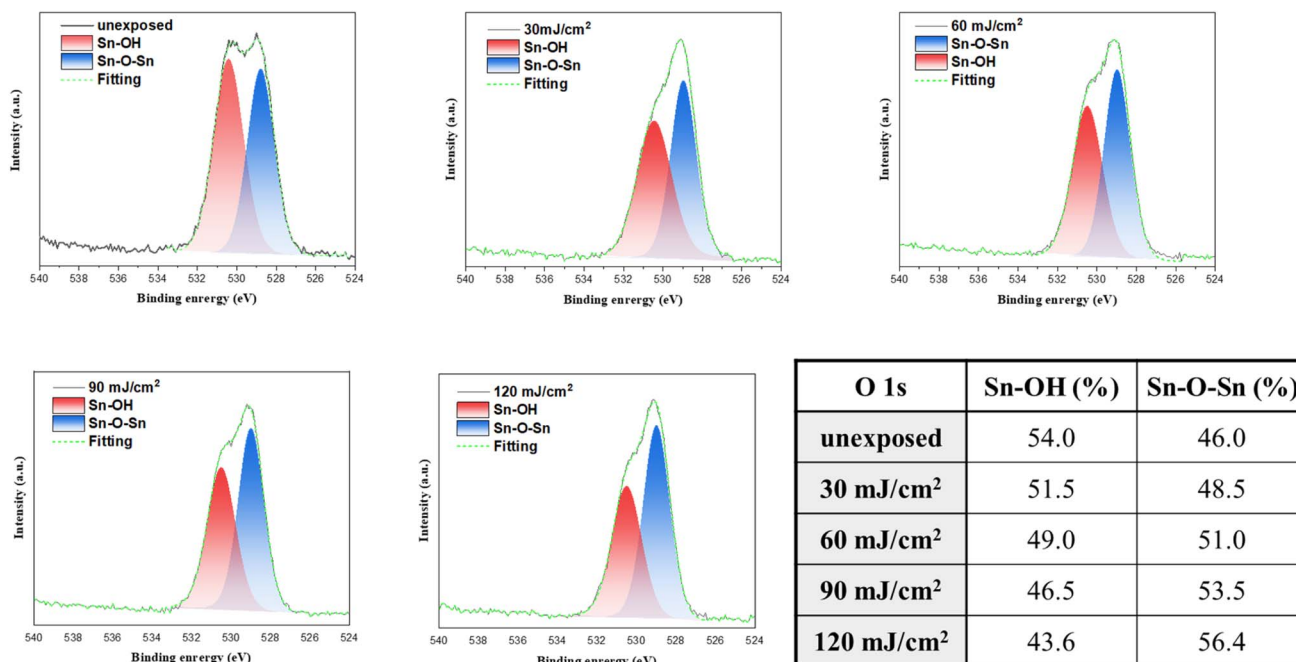 unexposed
Sn-OH
Sn-O-Sn
Fitting
Intensity (a.u.)
540 538 536 534 532 530 528 526 524
Binding enrergy (eV)
30mJ/cm²
Sn-OH
Sn-O-Sn
Fitting
Intensity (a.u.)
540 538 536 534 532 530 528 526 524
Binding enrergy (eV)
60 mJ/cm²
Sn-O-Sn
Sn-OH
Fitting
Intensity (a.u.)
540 538 536 534 532 530 528 526 524
Binding enrergy (eV)
90 mJ/cm²
Sn-OH
Sn-O-Sn
Fitting
Intensity (a.u.)
540 538 536 534 532 530 528 526 524
Binding enrergy (eV)
120 mJ/cm²
Sn-OH
Sn-O-Sn
Fitting
Intensity (a.u.)
540 538 536 534 532 530 528 526 524
Binding enrergy (eV)
O 1s Sn-OH (%) Sn-O-Sn (%)
unexposed 54.0 46.0
30 mJ/cm² 51.5 48.5
60 mJ/cm² 49.0 51.0
90 mJ/cm² 46.5 53.5
120 mJ/cm² 43.6 56.4